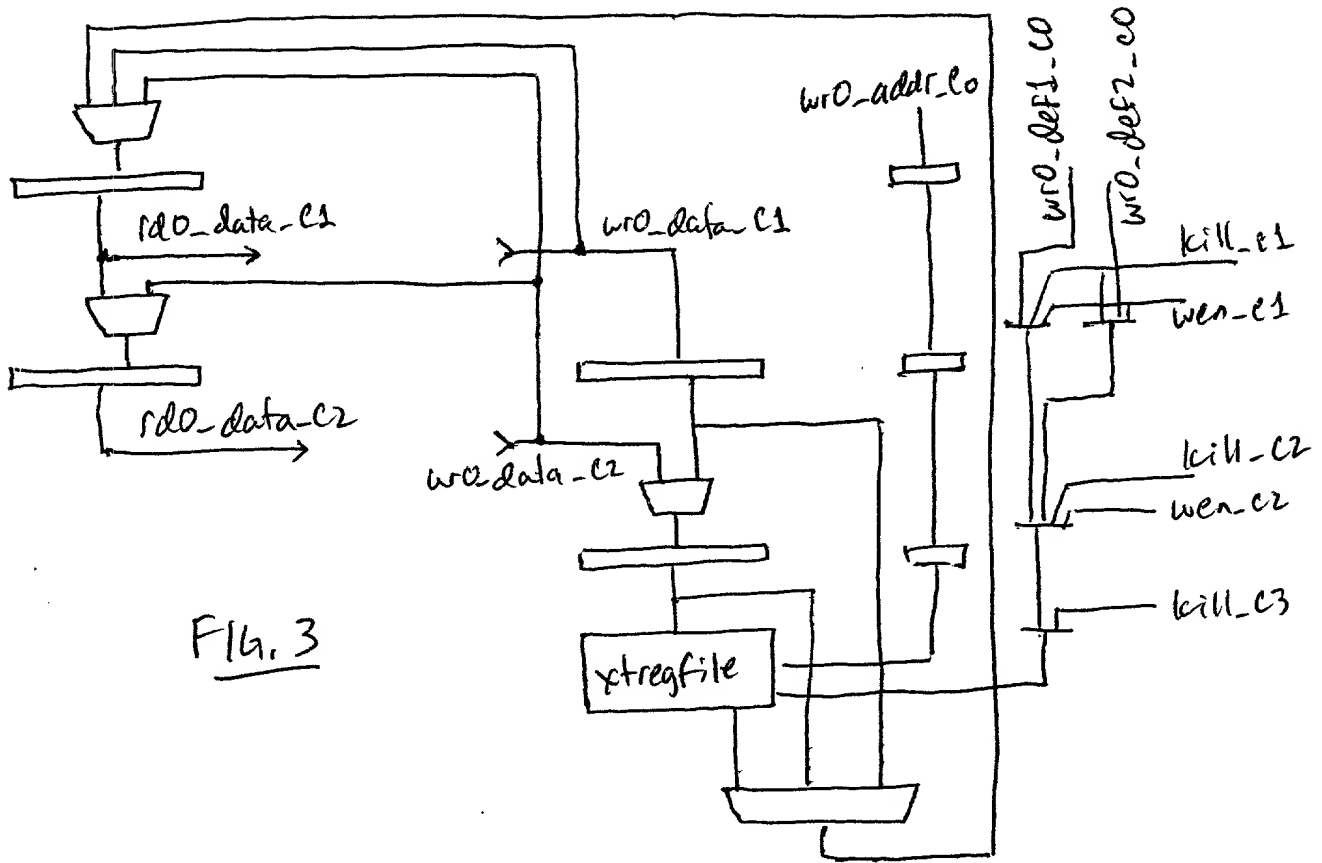 wr0_addr_C0
wr0_def1_C0
wr0_def2_C0
rd0_data_C1
wr0_data_C1
kill_C1
wen_C1
rd0_data_C2
wr0_data_C2
kill_C2
wen_C2
kill_C3
FIG. 3
xtregfile